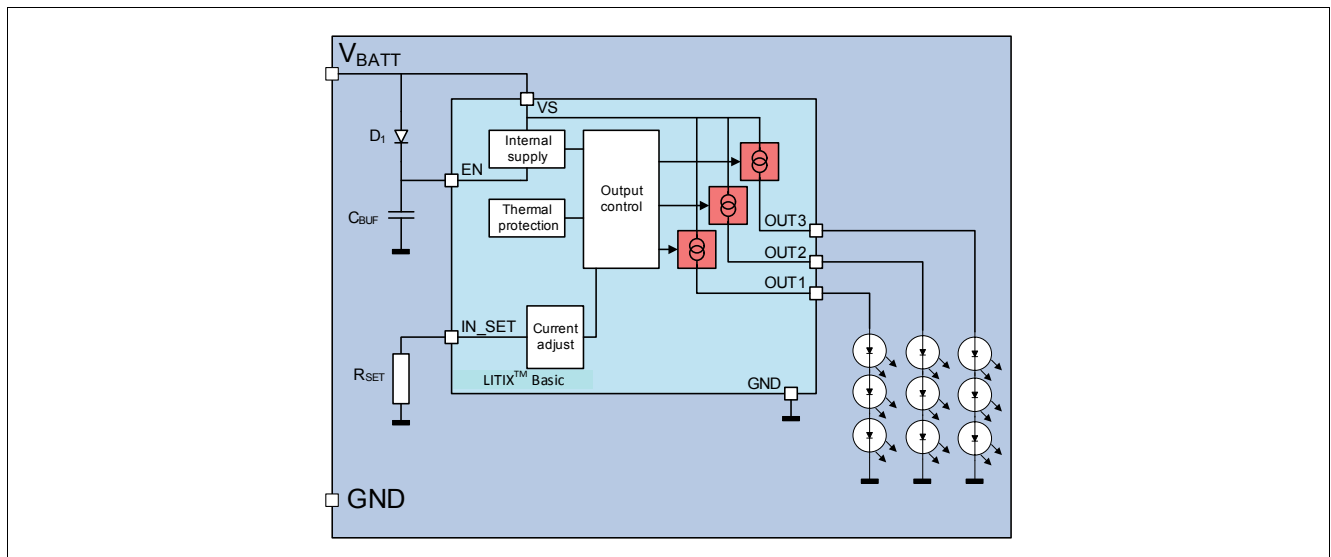 VBATT
VS
D1
Internal
supply
EN
Output
control
CBUF
Thermal
protection
OUT3
OUT2
OUT1
IN_SET
Current
adjust
RSET
LITIX™ Basic
GND
GND